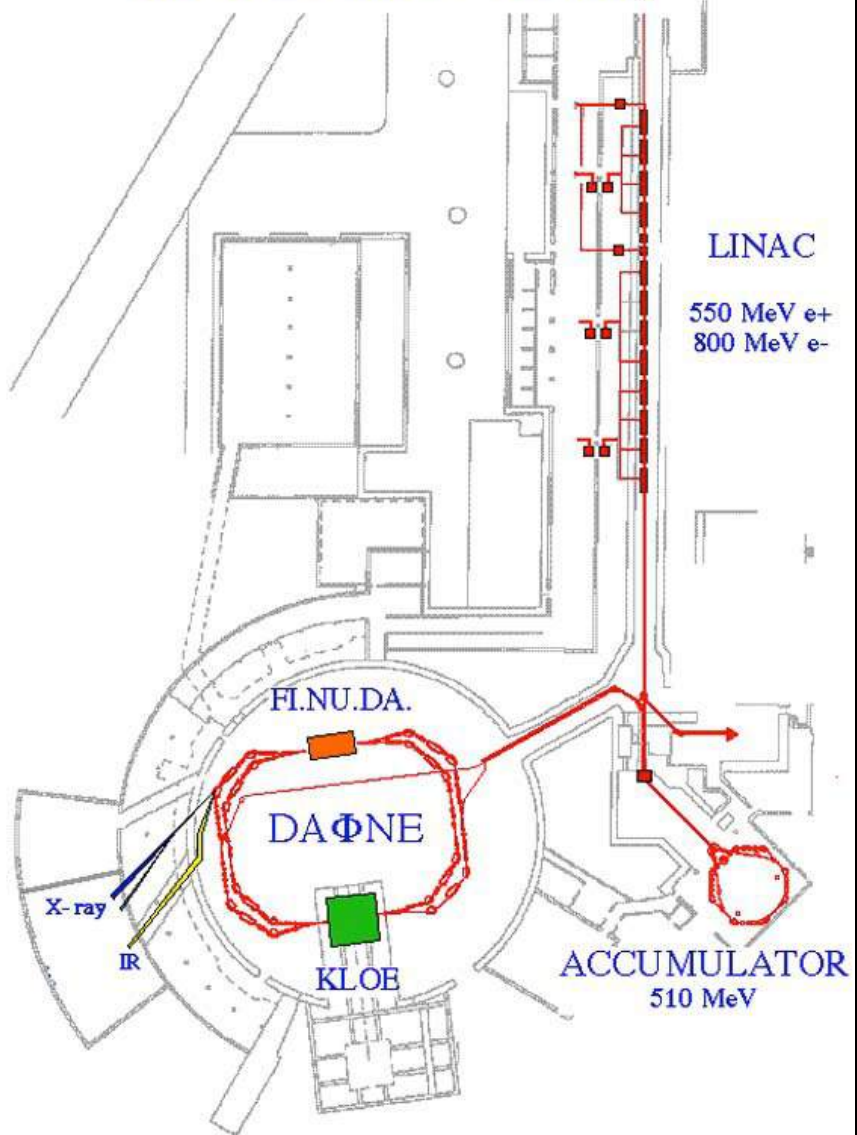 LINAC
550 MeV e+
800 MeV e-
FI.NU.DA.
DAΦNE
X- ray
IR
KLOE
ACCUMULATOR
510 MeV